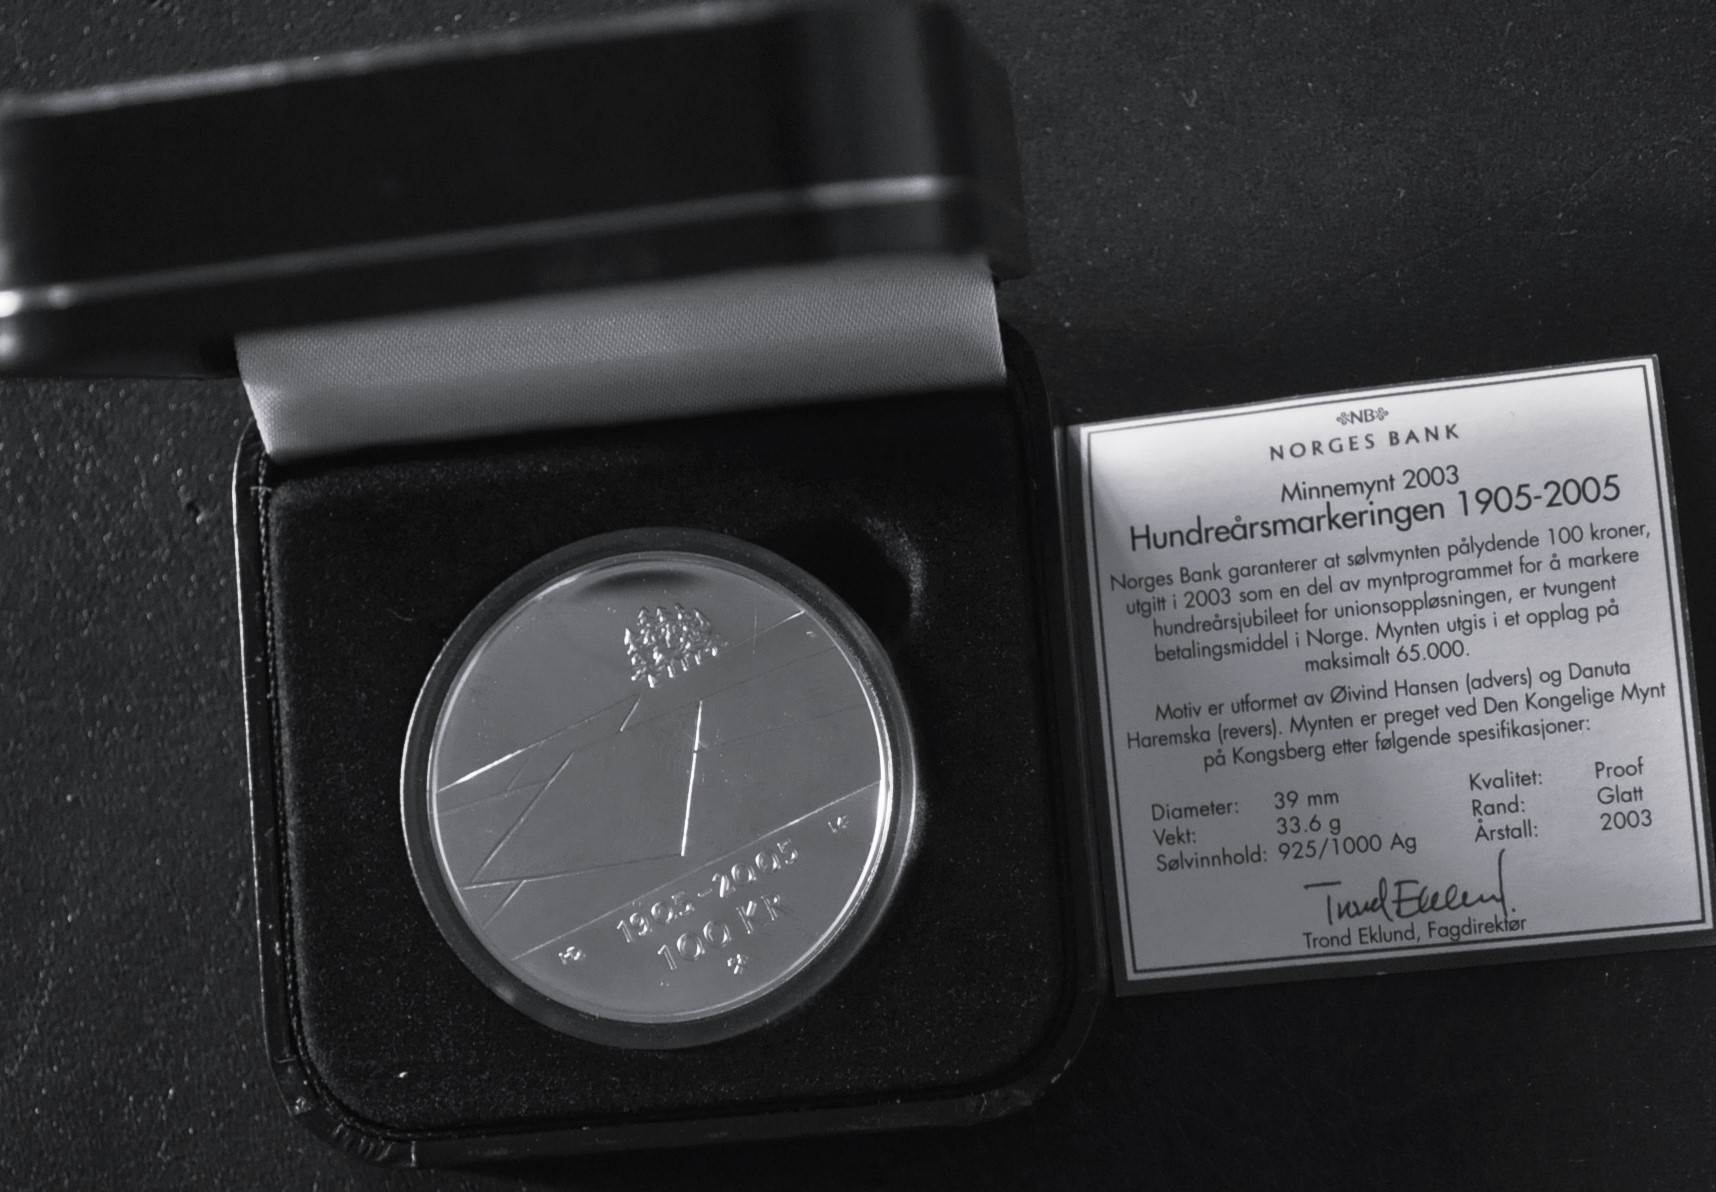 NB
NORGES BANK
Minnemynt 2003
Hundreårsmarkeringen 1905-2005
Norges Bank garanterer at sølvmynten pålydende 100 kroner,
utgitt i 2003 som en del av myntprogrammet for å markere
hundreårsjubileet for unionsoppløsningen, er tvungent
betalingsmiddel i Norge. Mynten utgis i et opplag på
maksimalt 65.000.
Motiv er utformet av Øivind Hansen (advers) og Danuta
Haremska (revers). Mynten er preget ved Den Kongelige Mynt
på Kongsberg etter følgende spesifikasjoner:
Diameter: 39 mm Kvalitet: Proof
Vekt: 33.6 g Rand: Glatt
Sølvinnhold: 925/1000 Ag Årstall: 2003
Trond Eklund
Trond Eklund, Fagdirektør
1905-2005
100 KR